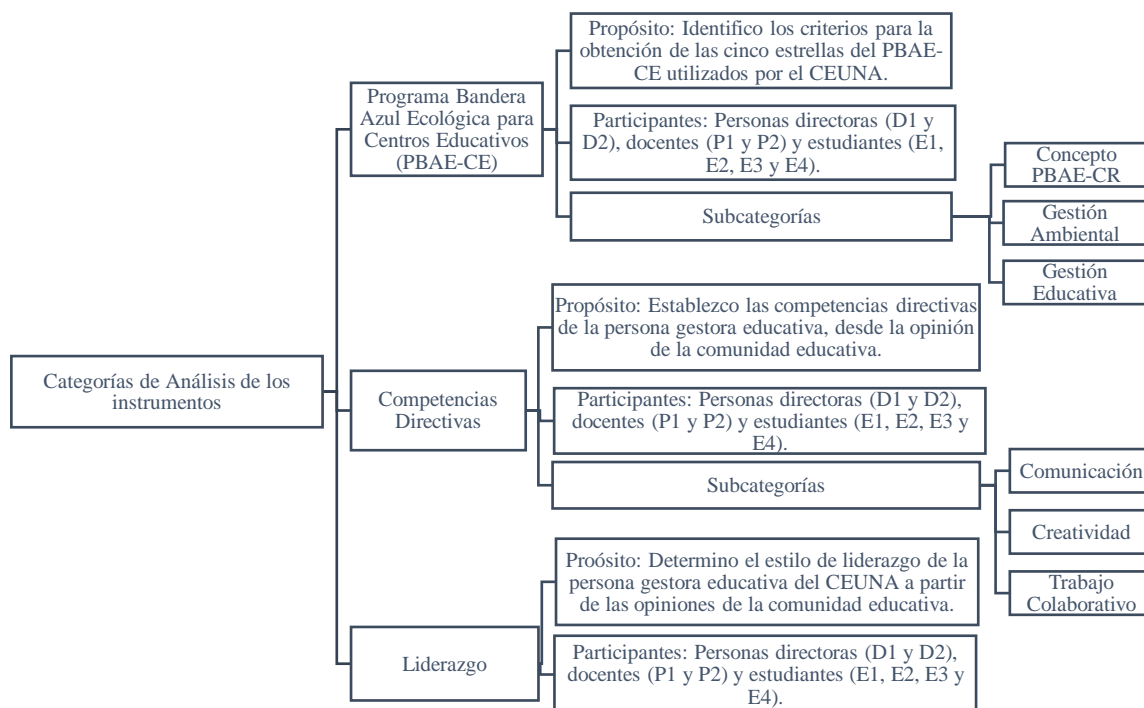 Propósito: Identifico los criterios para la
obtención de las cinco estrellas del PBAE-
CE utilizados por el CEUNA.
Programa Bandera
Azul Ecológica para
Centros Educativos
(PBAE-CE)
Participantes: Personas directoras (D1 y
D2), docentes (P1 y P2) y estudiantes (E1,
E2, E3 y E4).
Subcategorías
Concepto
PBAE-CR
Gestión
Ambiental
Gestión
Educativa
Categorías de Análisis de los
instrumentos
Propósito: Establezco las competencias directivas
de la persona gestora educativa, desde la opinión
de la comunidad educativa.
Competencias
Directivas
Participantes: Personas directoras (D1 y D2),
docentes (P1 y P2) y estudiantes (E1, E2, E3 y
E4).
Subcategorías
Comunicación
Creatividad
Trabajo
Colaborativo
Proósito: Determino el estilo de liderazgo de la
persona gestora educativa del CEUNA a partir
de las opiniones de la comunidad educativa.
Liderazgo
Participantes: Personas directoras (D1 y D2),
docentes (P1 y P2) y estudiantes (E1, E2, E3 y
E4).